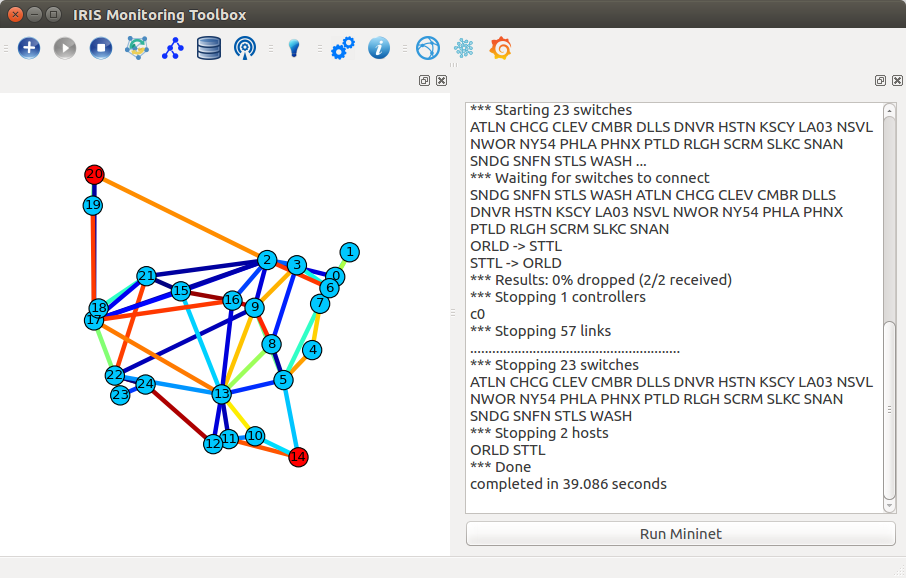 IRIS Monitoring Toolbox
*** Starting 23 switches
ATLN CHCG CLEV CMBR DLLS DNVR HSTN KSCY LA03 NSVL
NWOR NY54 PHLA PHNX PTLD RLGH SCRM SLKC SNAN
SNDG SNFN STLS WASH ...
*** Waiting for switches to connect
SNDG SNFN STLS WASH ATLN CHCG CLEV CMBR DLLS
DNVR HSTN KSCY LA03 NSVL NWOR NY54 PHLA PHNX
PTLD RLGH SCRM SLKC SNAN
ORLD -> STTL
STTL -> ORLD
*** Results: 0% dropped (2/2 received)
*** Stopping 1 controllers
c0
*** Stopping 57 links
.........................................................
*** Stopping 23 switches
ATLN CHCG CLEV CMBR DLLS DNVR HSTN KSCY LA03 NSVL
NWOR NY54 PHLA PHNX PTLD RLGH SCRM SLKC SNAN
SNDG SNFN STLS WASH
*** Stopping 2 hosts
ORLD STTL
*** Done
completed in 39.086 seconds
Run Mininet
20
19
1
2
3
0
21
15
6
16
7
9
18
17
8
4
22
5
24
23
13
10
11
12
14